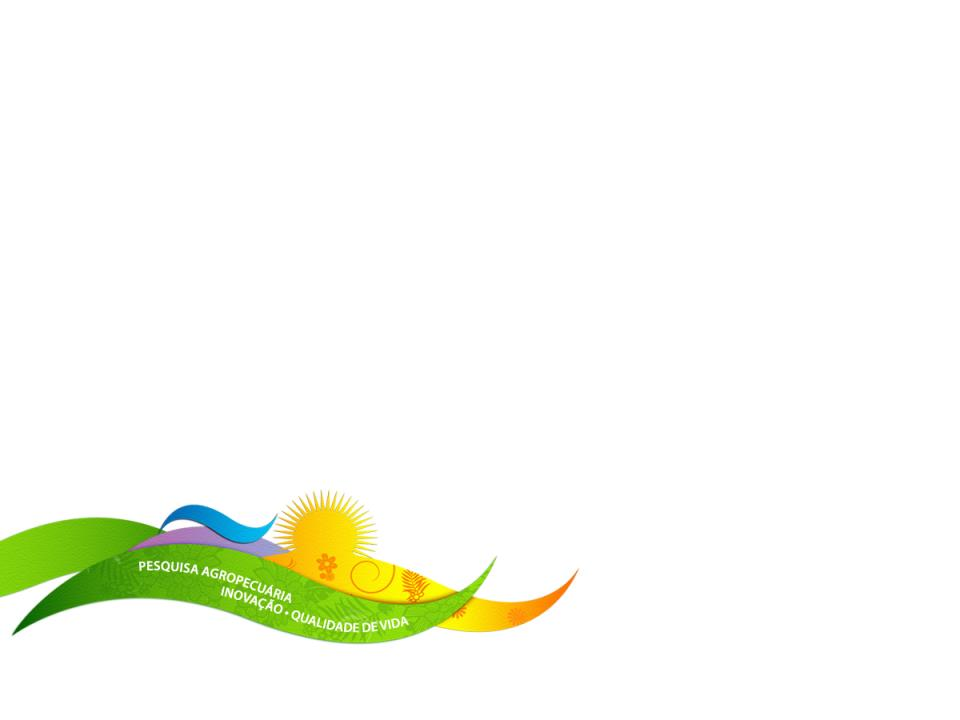 PESQUISA AGROPECUÁRIA
INOVAÇÃO • QUALIDADE DE VIDA